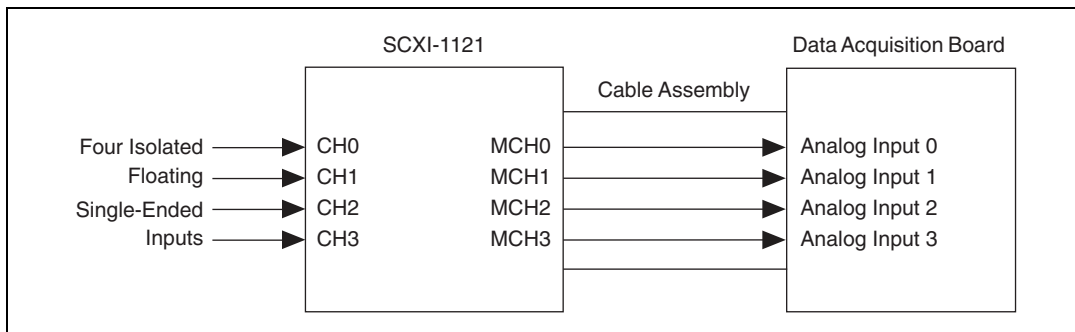 SCXI-1121
Data Acquisition Board
Cable Assembly
Four Isolated
Floating
Single-Ended
Inputs
CH0
CH1
CH2
CH3
MCH0
MCH1
MCH2
MCH3
Analog Input 0
Analog Input 1
Analog Input 2
Analog Input 3